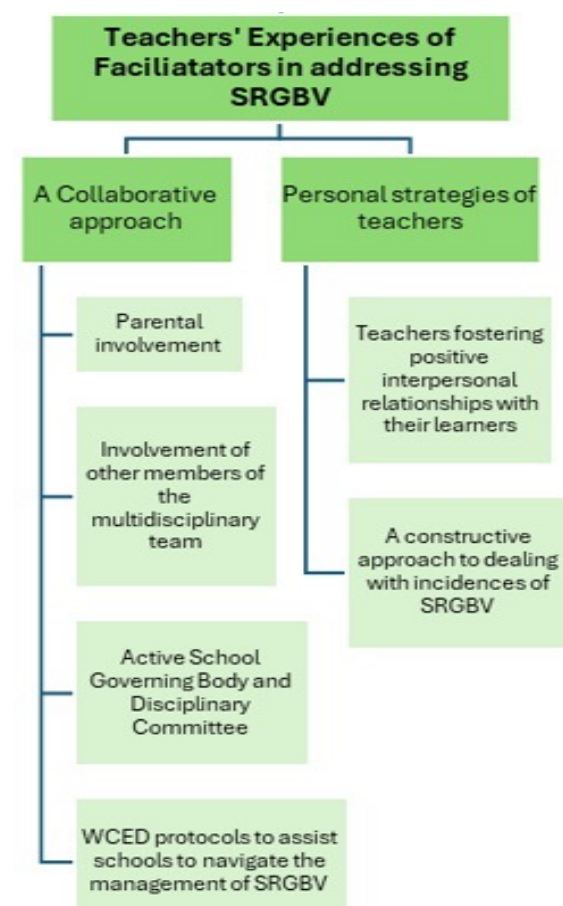 Teachers' Experiences of
Faciliatators in addressing
SRGBV
A Collaborative
approach
Personal strategies of
teachers
Parental
involvement
Involvement of
other members of
the
multidisciplinary
team
Active School
Governing Body and
Disciplinary
Committee
WCED protocols to assist
schools to navigate the
management of SRGBV
Teachers fostering
positive
interpersonal
relationships with
their learners
A constructive
approach to dealing
with incidences of
SRGBV